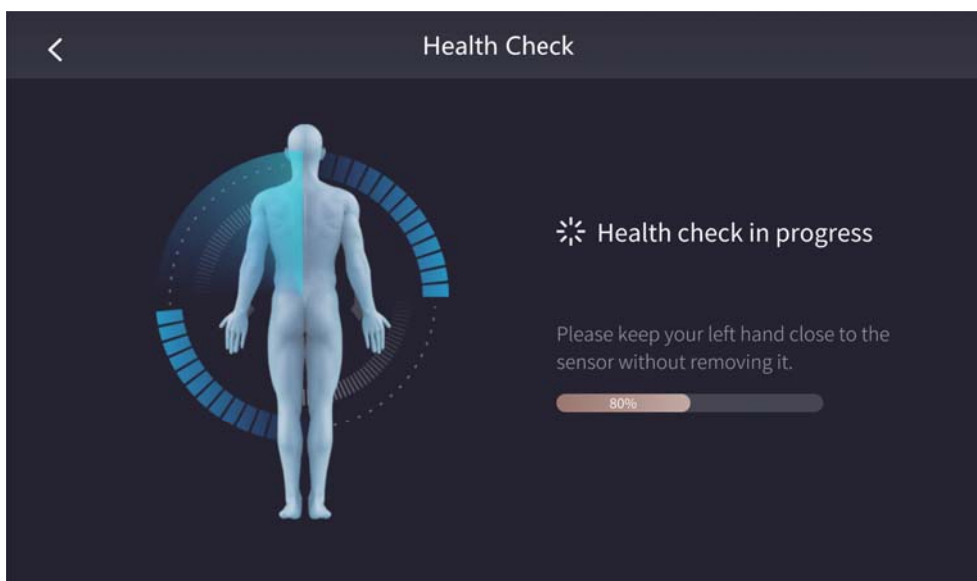 Health Check
Health check in progress
Please keep your left hand close to the
sensor without removing it.
80%